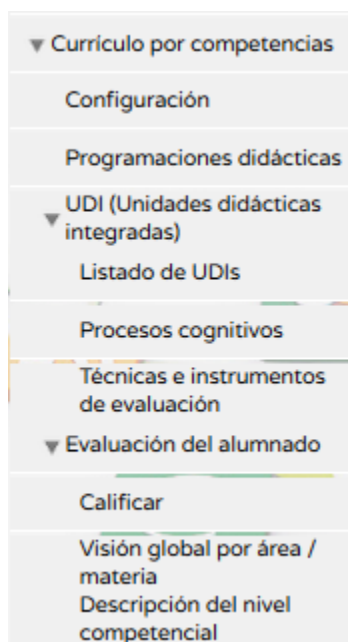 Currículo por competencias
Configuración
Programaciones didácticas
UDI (Unidades didácticas
integradas)
Listado de UDIs
Procesos cognitivos
Técnicas e instrumentos
de evaluación
Evaluación del alumnado
Calificar
Visión global por área /
materia
Descripción del nivel
competencial